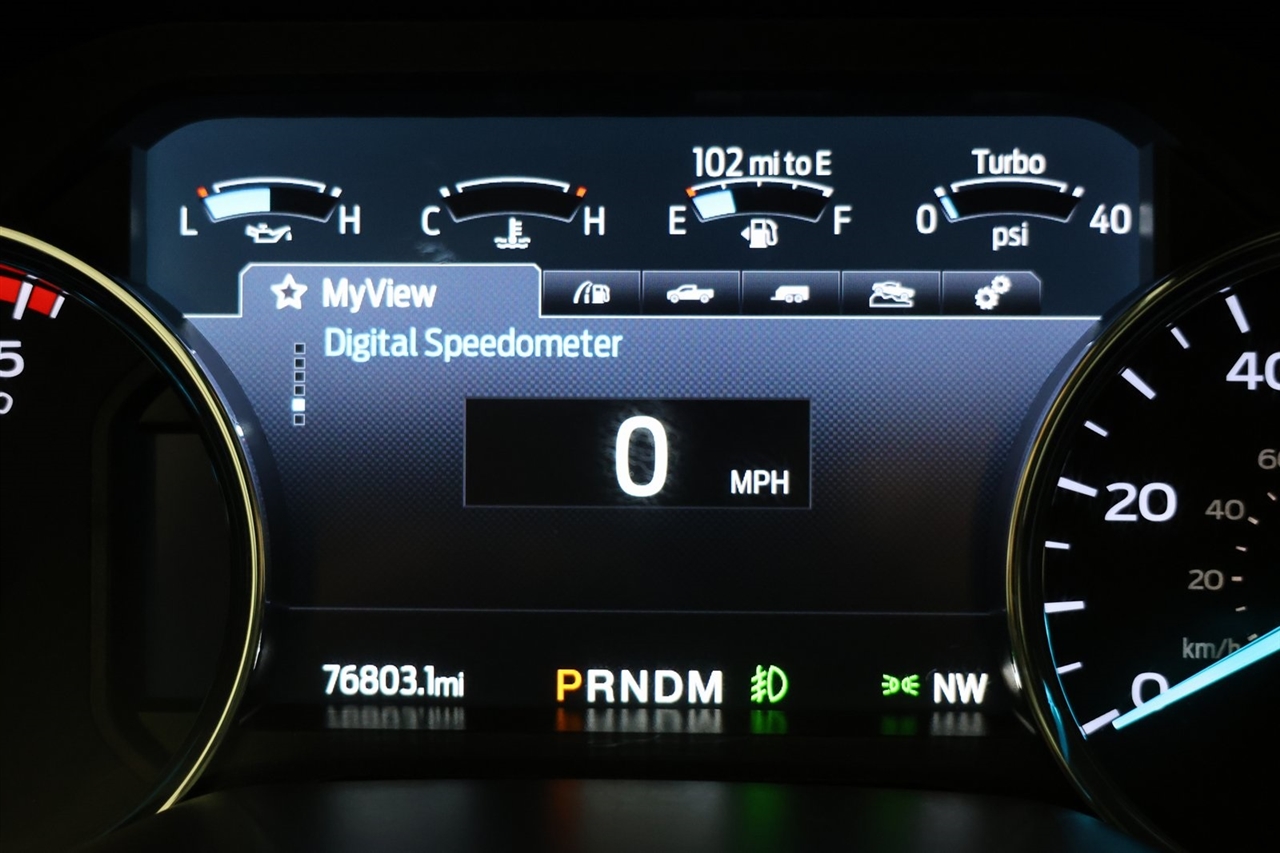 102 mi to E
Turbo
L H
C H
E F
0 40
psi
MyView
Digital Speedometer
0 MPH
76803.1mi
PRNDM
NW
5
40
20
0
60
40
20
km/h